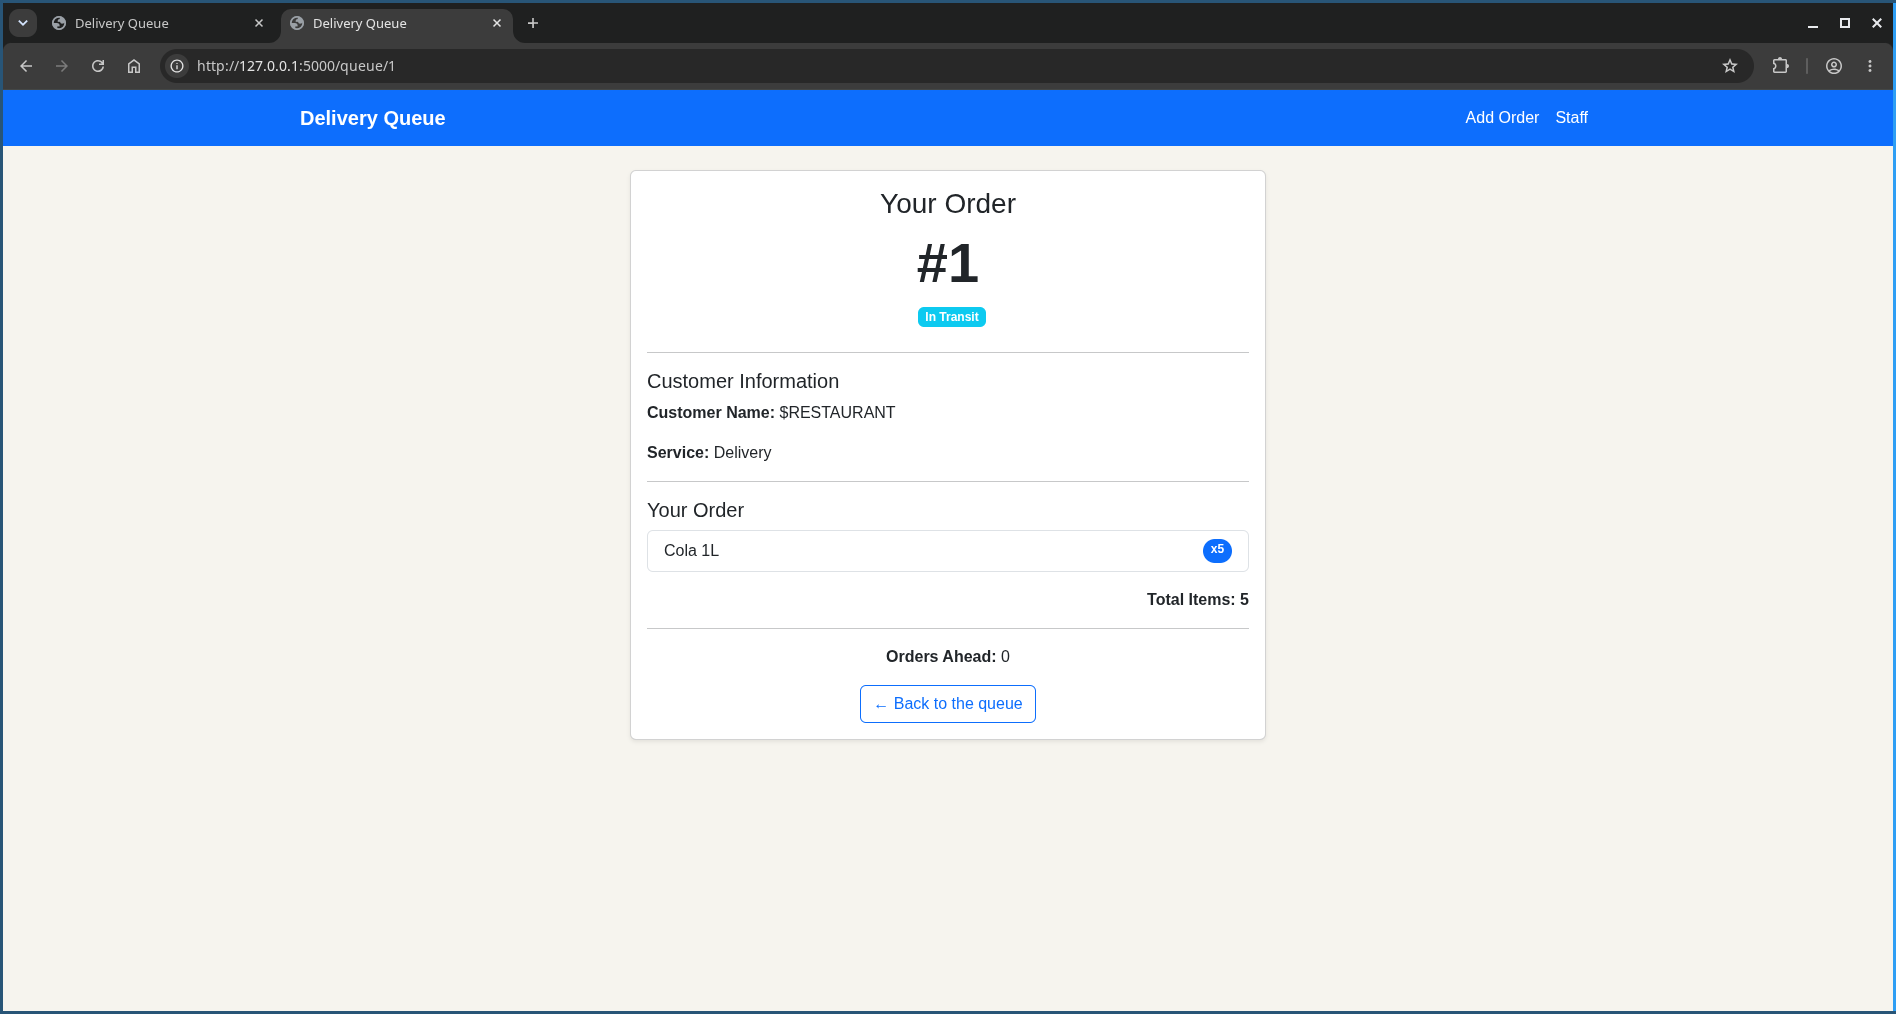 Delivery Queue
Delivery Queue
http://127.0.0.1:5000/queue/1
Delivery Queue
Add Order
Staff
Your Order
#1
In Transit
Customer Information
Customer Name: $RESTAURANT
Service: Delivery
Your Order
Cola 1L
x5
Total Items: 5
Orders Ahead: 0
← Back to the queue